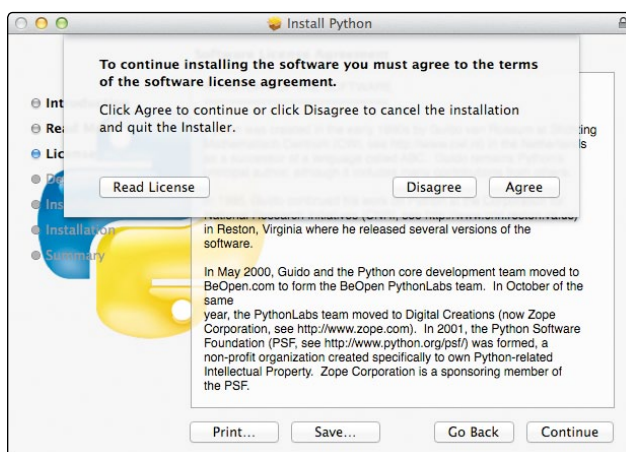 Install Python
To continue installing the software you must agree to the terms
of the software license agreement.
Click Agree to continue or click Disagree to cancel the installation
and quit the Installer.
Read License
Disagree
Agree
Int
Rea
Lic
Ins
Installation
Summary
in Reston, Virginia where he released several versions of the
software.
In May 2000, Guido and the Python core development team moved to
BeOpen.com to form the BeOpen PythonLabs team. In October of the
same
year, the PythonLabs team moved to Digital Creations (now Zope
Corporation, see http://www.zope.com). In 2001, the Python Software
Foundation (PSF, see http://www.python.org/psf/) was formed, a
non-profit organization created specifically to own Python-related
Intellectual Property. Zope Corporation is a sponsoring member of
the PSF.
Print...
Save...
Go Back
Continue